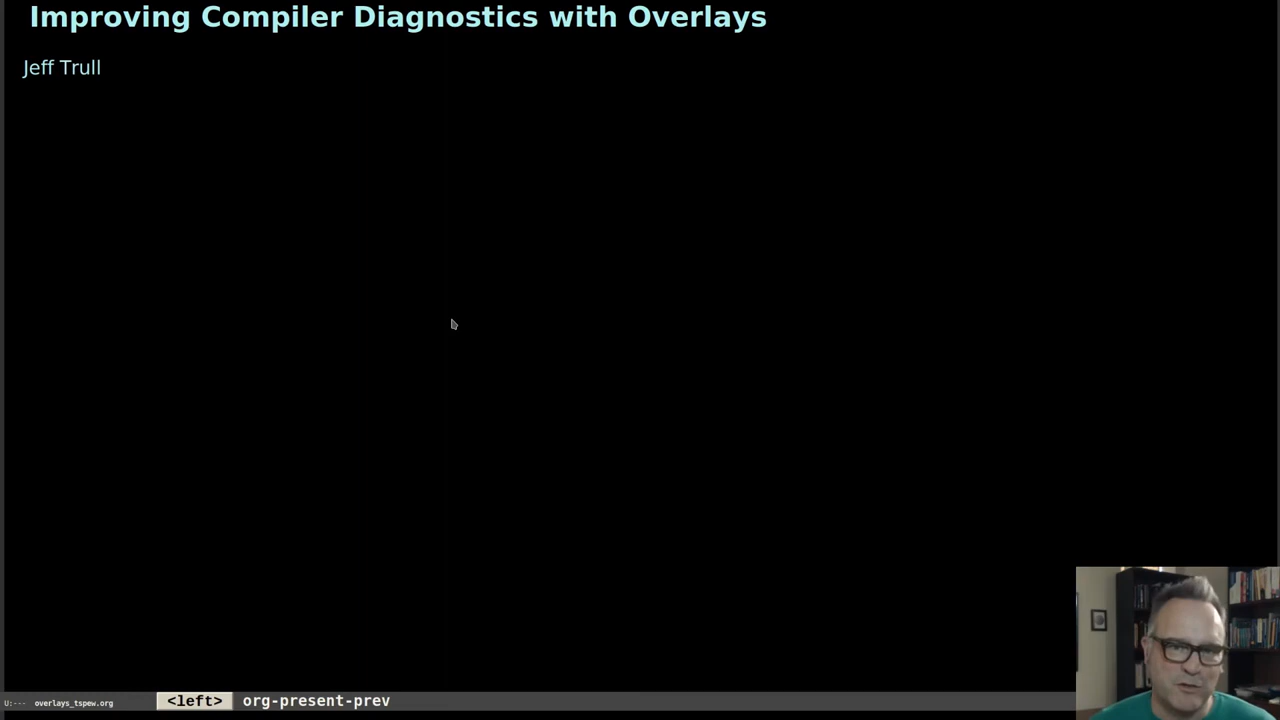 Improving Compiler Diagnostics with Overlays
Jeff Trull
U:--- overlays_tspew.org <left> org-present-prev